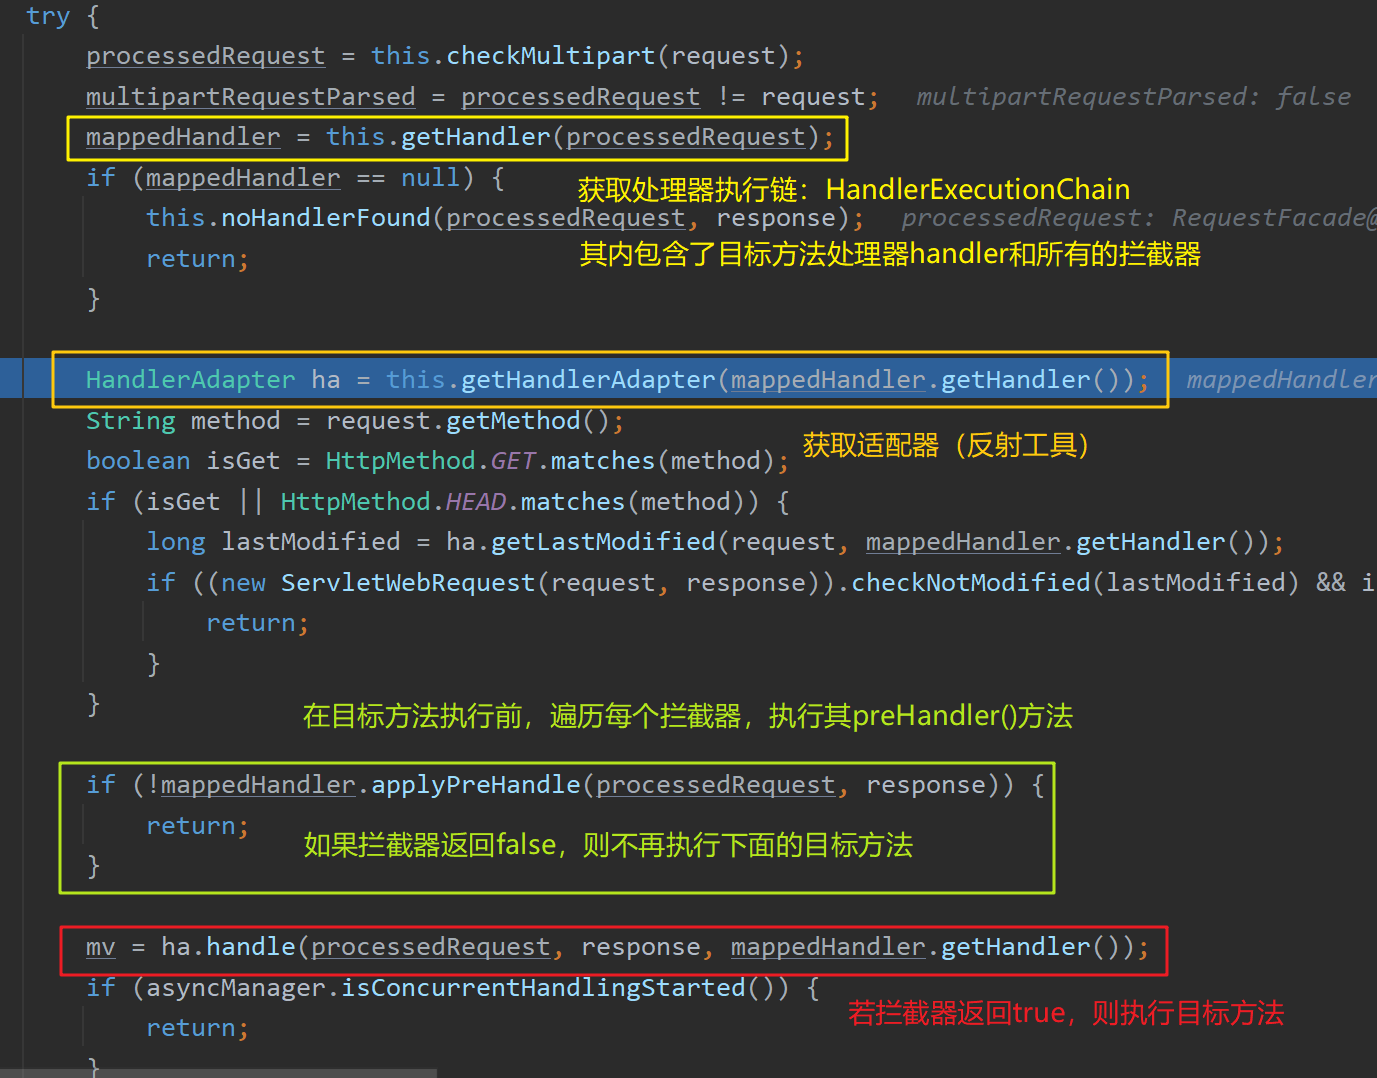 try {
processedRequest = this.checkMultipart(request);
multipartRequestParsed = processedRequest != request;   multipartRequestParsed: false
mappedHandler = this.getHandler(processedRequest);
if (mappedHandler == null) {
获取处理器执行链：HandlerExecutionChain
this.noHandlerFound(processedRequest, response);   processedRequest: RequestFacade@
其内包含了目标方法处理器handler和所有的拦截器
return;
}
HandlerAdapter ha = this.getHandlerAdapter(mappedHandler.getHandler());   mappedHandler
String method = request.getMethod();
获取适配器（反射工具）
boolean isGet = HttpMethod.GET.matches(method);
if (isGet || HttpMethod.HEAD.matches(method)) {
long lastModified = ha.getLastModified(request, mappedHandler.getHandler());
if ((new ServletWebRequest(request, response)).checkNotModified(lastModified) && i
return;
}
}
在目标方法执行前，遍历每个拦截器，执行其preHandler()方法
if (!mappedHandler.applyPreHandle(processedRequest, response)) {
return;
如果拦截器返回false，则不再执行下面的目标方法
}
mv = ha.handle(processedRequest, response, mappedHandler.getHandler());
if (asyncManager.isConcurrentHandlingStarted()) {
若拦截器返回true，则执行目标方法
return;
}